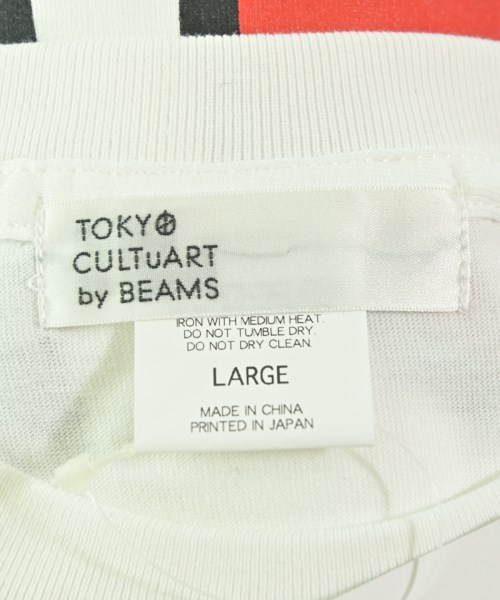 TOKYO
CULTuART
by BEAMS
IRON WITH MEDIUM HEAT.
DO NOT TUMBLE DRY.
DO NOT DRY CLEAN.
LARGE
MADE IN CHINA
PRINTED IN JAPAN